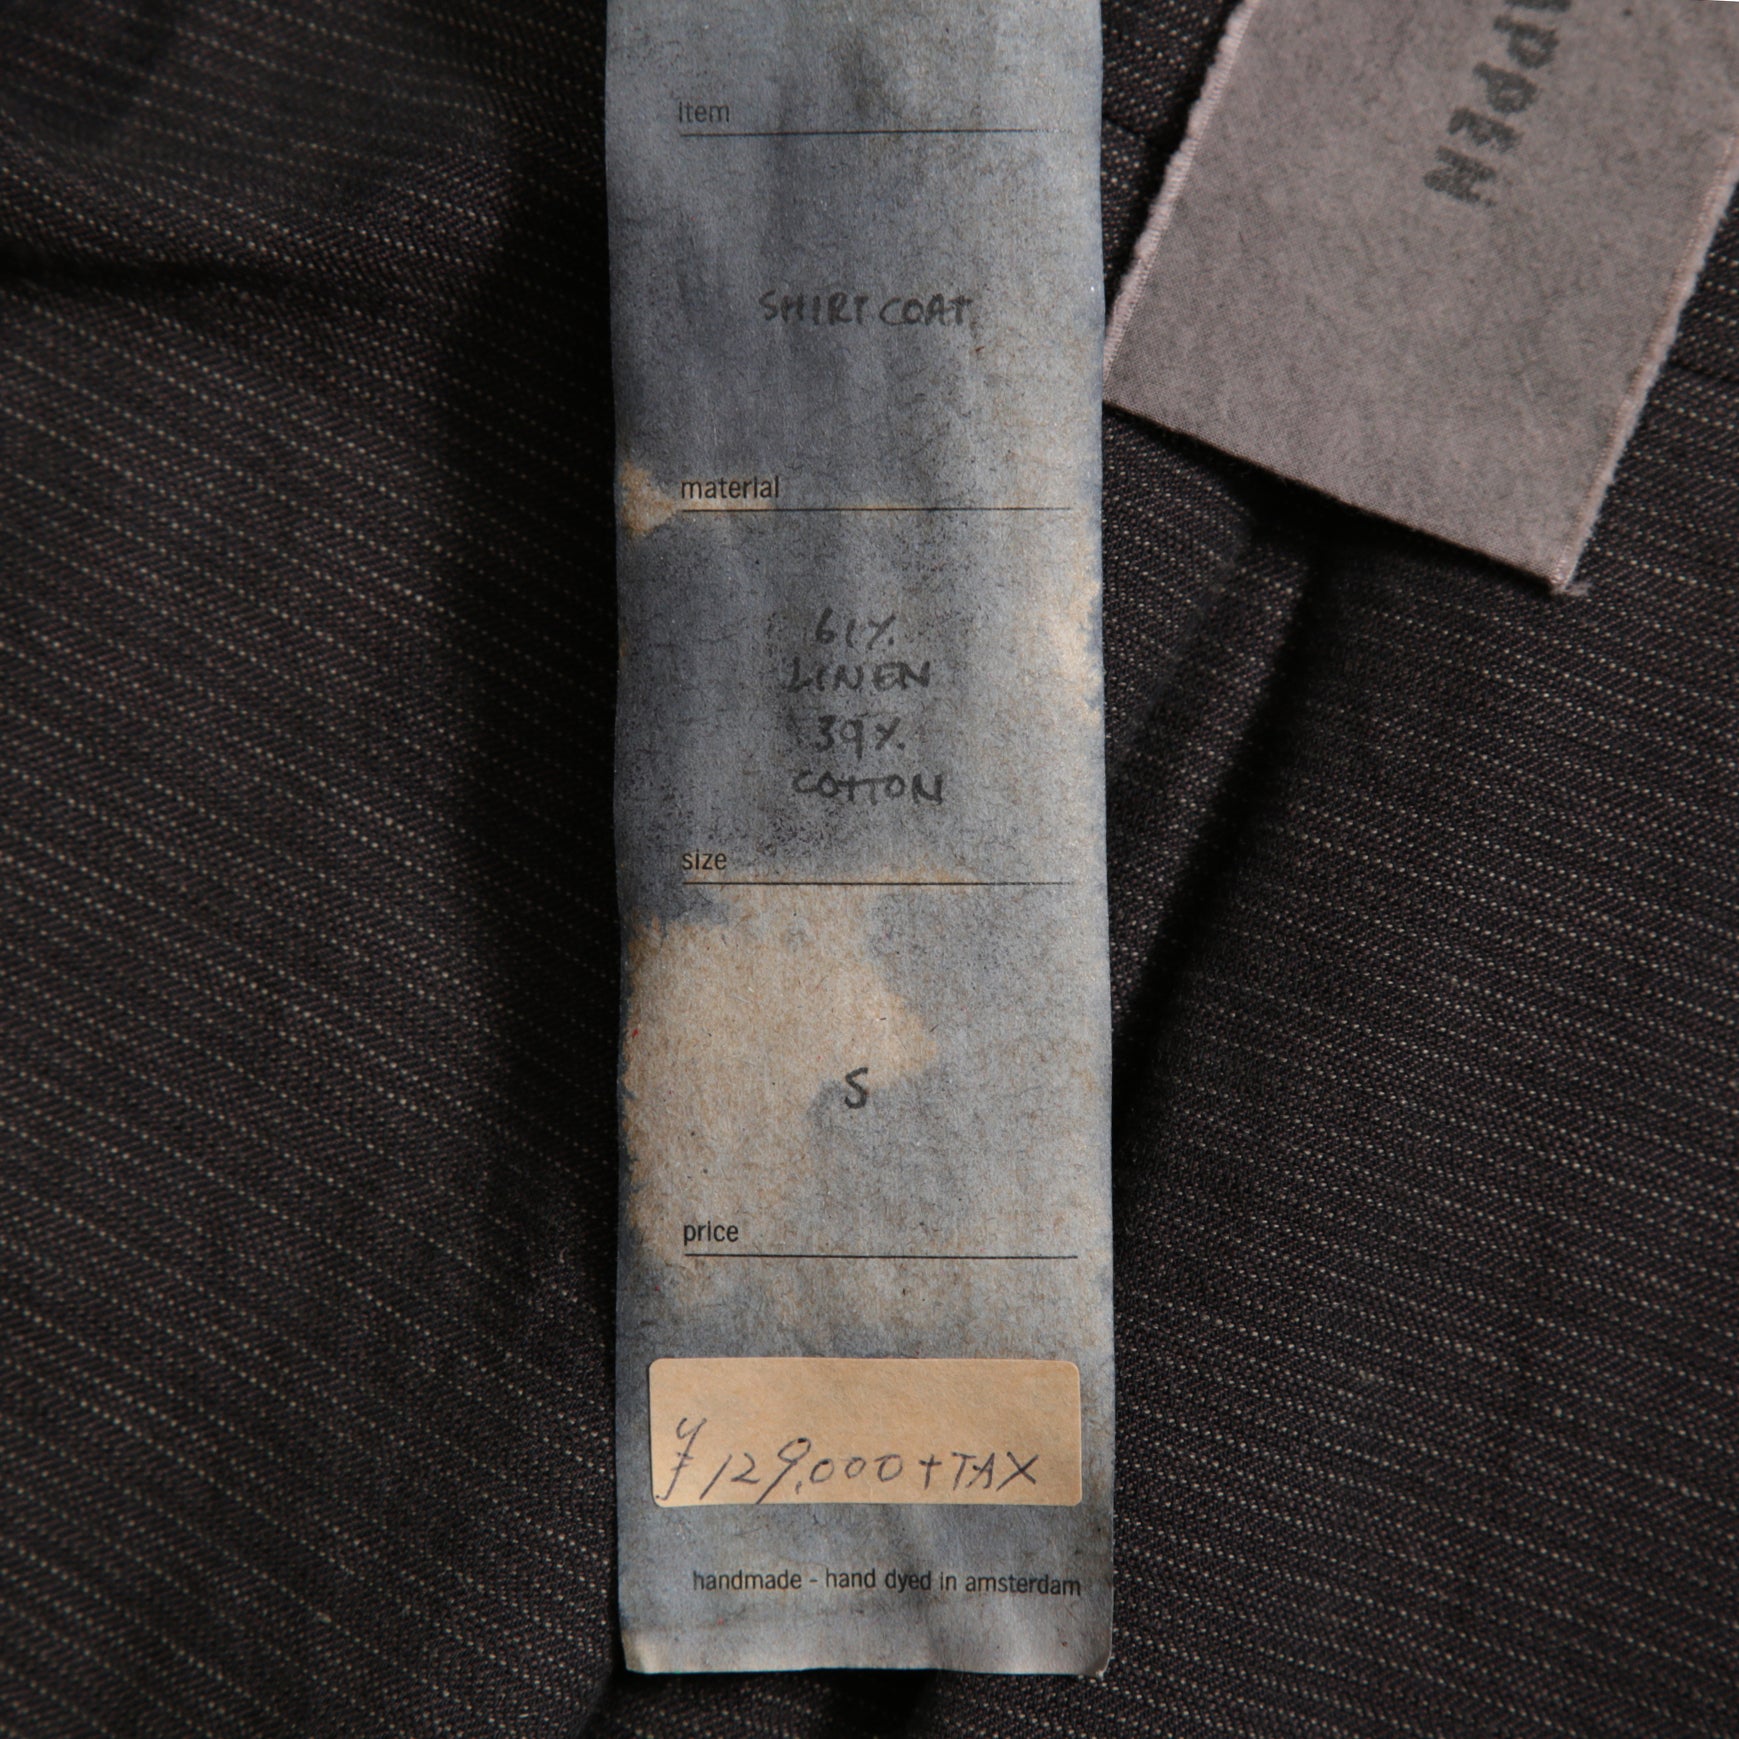 item
SHIRT COAT
material
61%
LINEN
39%
COTTON
size
S
price
¥129,000+TAX
handmade - hand dyed in amsterdam